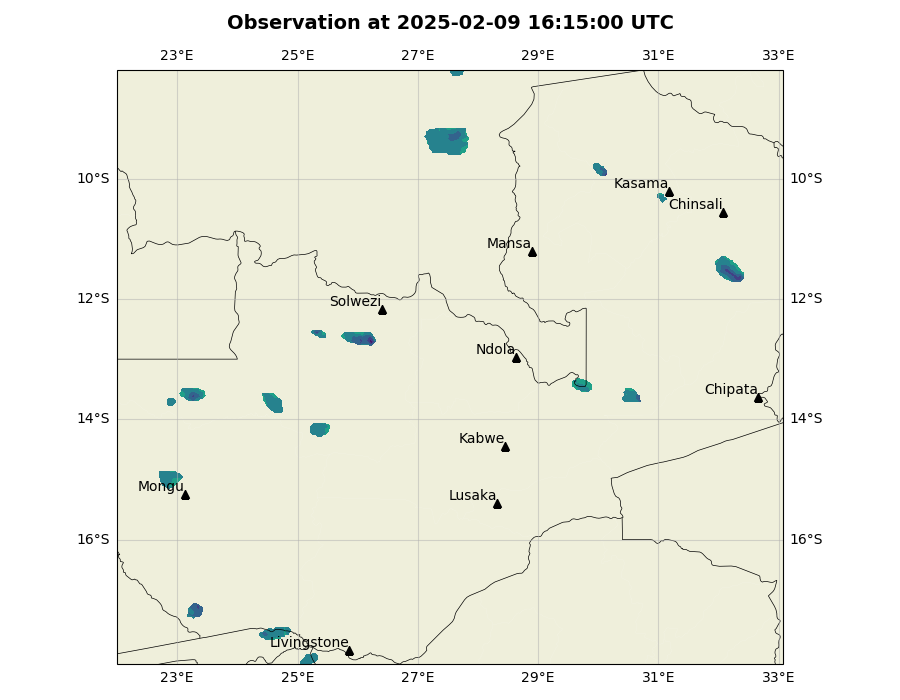 Observation at 2025-02-09 16:15:00 UTC
23°E 25°E 27°E 29°E 31°E 33°E
10°S 10°S
Kasama
Chinsali
Mansa
12°S 12°S
Solwezi
Ndola
Chipata
14°S 14°S
Kabwe
Mongu
Lusaka
16°S 16°S
Livingstone
23°E 25°E 27°E 29°E 31°E 33°E